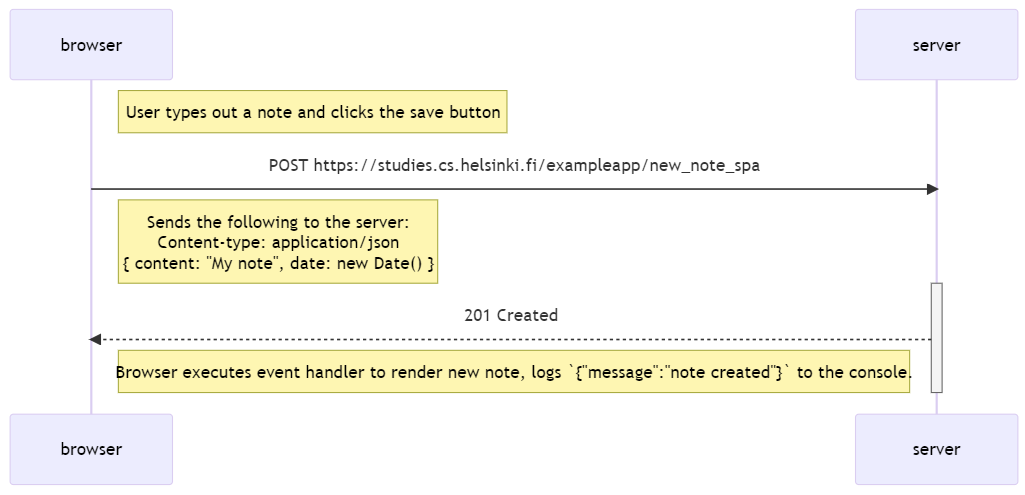 browser
server
User types out a note and clicks the save button
POST https://studies.cs.helsinki.fi/exampleapp/new_note_spa
Sends the following to the server:
Content-type: application/json
{ content: "My note", date: new Date() }
201 Created
Browser executes event handler to render new note, logs `{"message":"note created"}` to the console.
browser
server